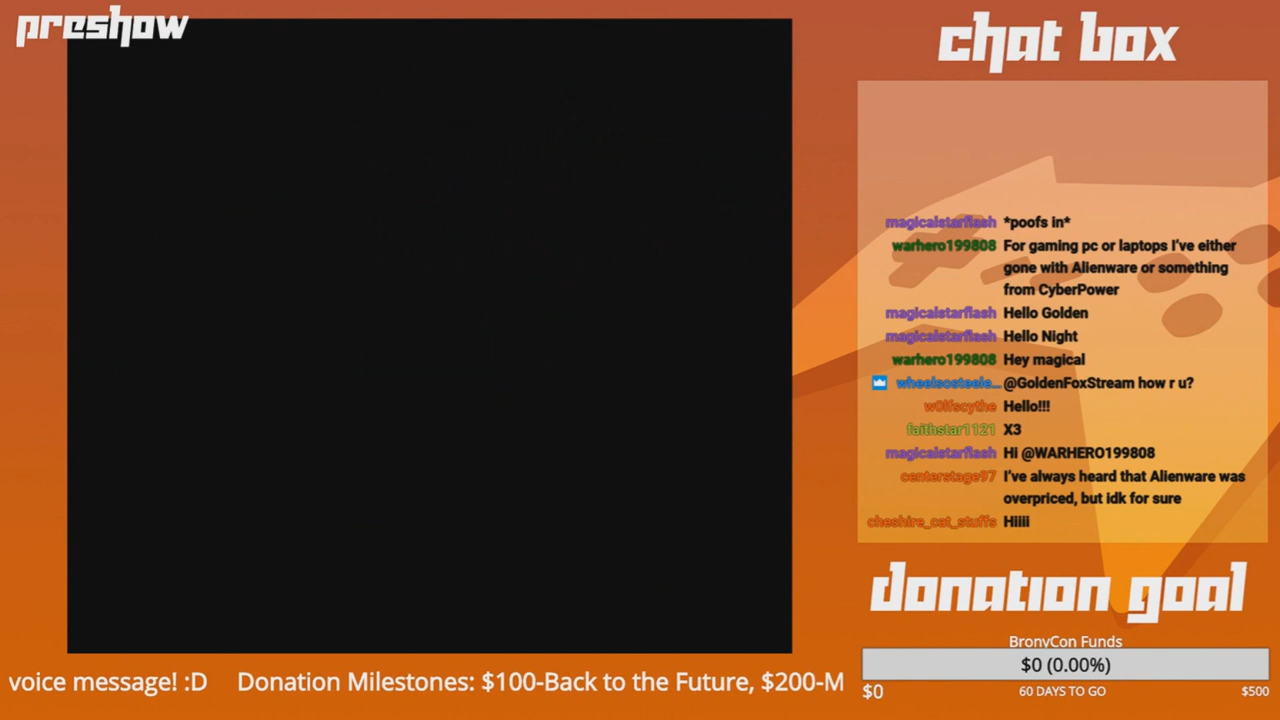 preshow
chat box
magicalstarflash *poofs in*
warhero199808 For gaming pc or laptops I've either
gone with Alienware or something
from CyberPower
magicalstarflash Hello Golden
magicalstarflash Hello Night
warhero199808 Hey magical
wheelsosteele... @GoldenFoxStream how r u?
w0lfscythe Hello!!!
faithstar1121 X3
magicalstarflash Hi @WARHERO199808
centerstage97 I've always heard that Alienware was
overpriced, but idk for sure
cheshire_cat_stuffs Hiiii
donation goal
BronyCon Funds
$0 (0.00%)
$0 60 DAYS TO GO $500
voice message! :D Donation Milestones: $100-Back to the Future, $200-M